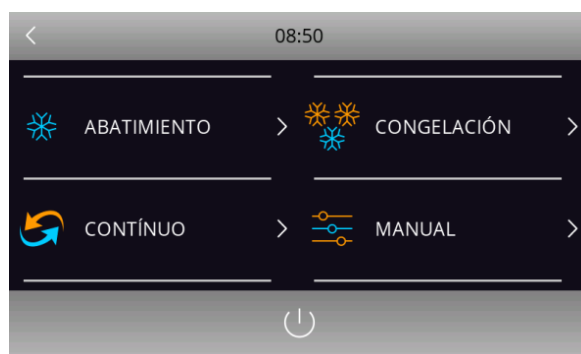 08:50
ABATIMIENTO
CONGELACIÓN
CONTÍNUO
MANUAL